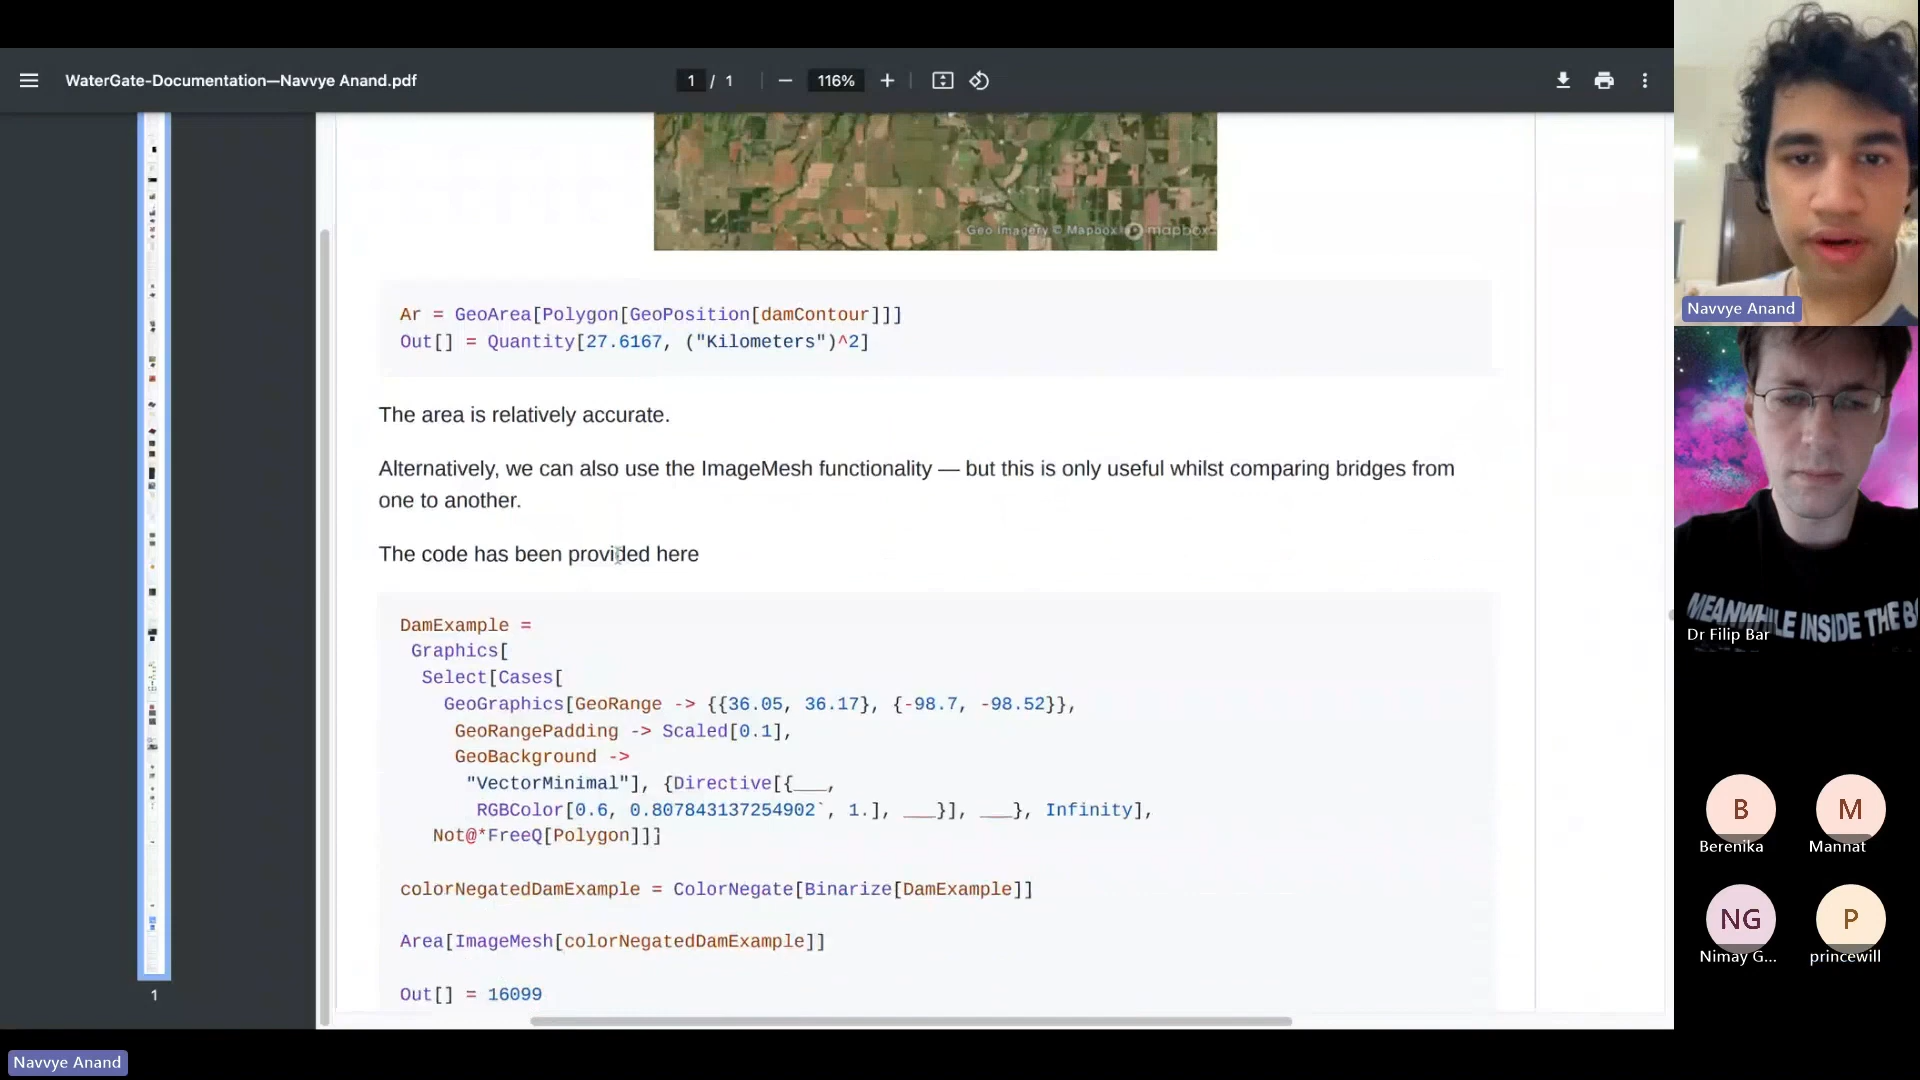 WaterGate-Documentation—Navvye Anand.pdf
1 / 1
116%
Geo Imagery © Mapbox mapbox
Ar = GeoArea[Polygon[GeoPosition[damContour]]]
Out[] = Quantity[27.6167, ("Kilometers")^2]
The area is relatively accurate.
Alternatively, we can also use the ImageMesh functionality — but this is only useful whilst comparing bridges from
one to another.
The code has been provided here
DamExample =
Graphics[
Select[Cases[
GeoGraphics[GeoRange -> {{36.05, 36.17}, {-98.7, -98.52}},
GeoRangePadding -> Scaled[0.1],
GeoBackground ->
"VectorMinimal"], {Directive[{___,
RGBColor[0.6, 0.807843137254902`, 1.], ___}], ___}, Infinity],
Not@*FreeQ[Polygon]]]
colorNegatedDamExample = ColorNegate[Binarize[DamExample]]
Area[ImageMesh[colorNegatedDamExample]]
Out[] = 16099
1
Navvye Anand
Navvye Anand
MEANWHILE INSIDE THE
Dr Filip Bar
B
Berenika
M
Mannat
NG
Nimay G...
P
princewill